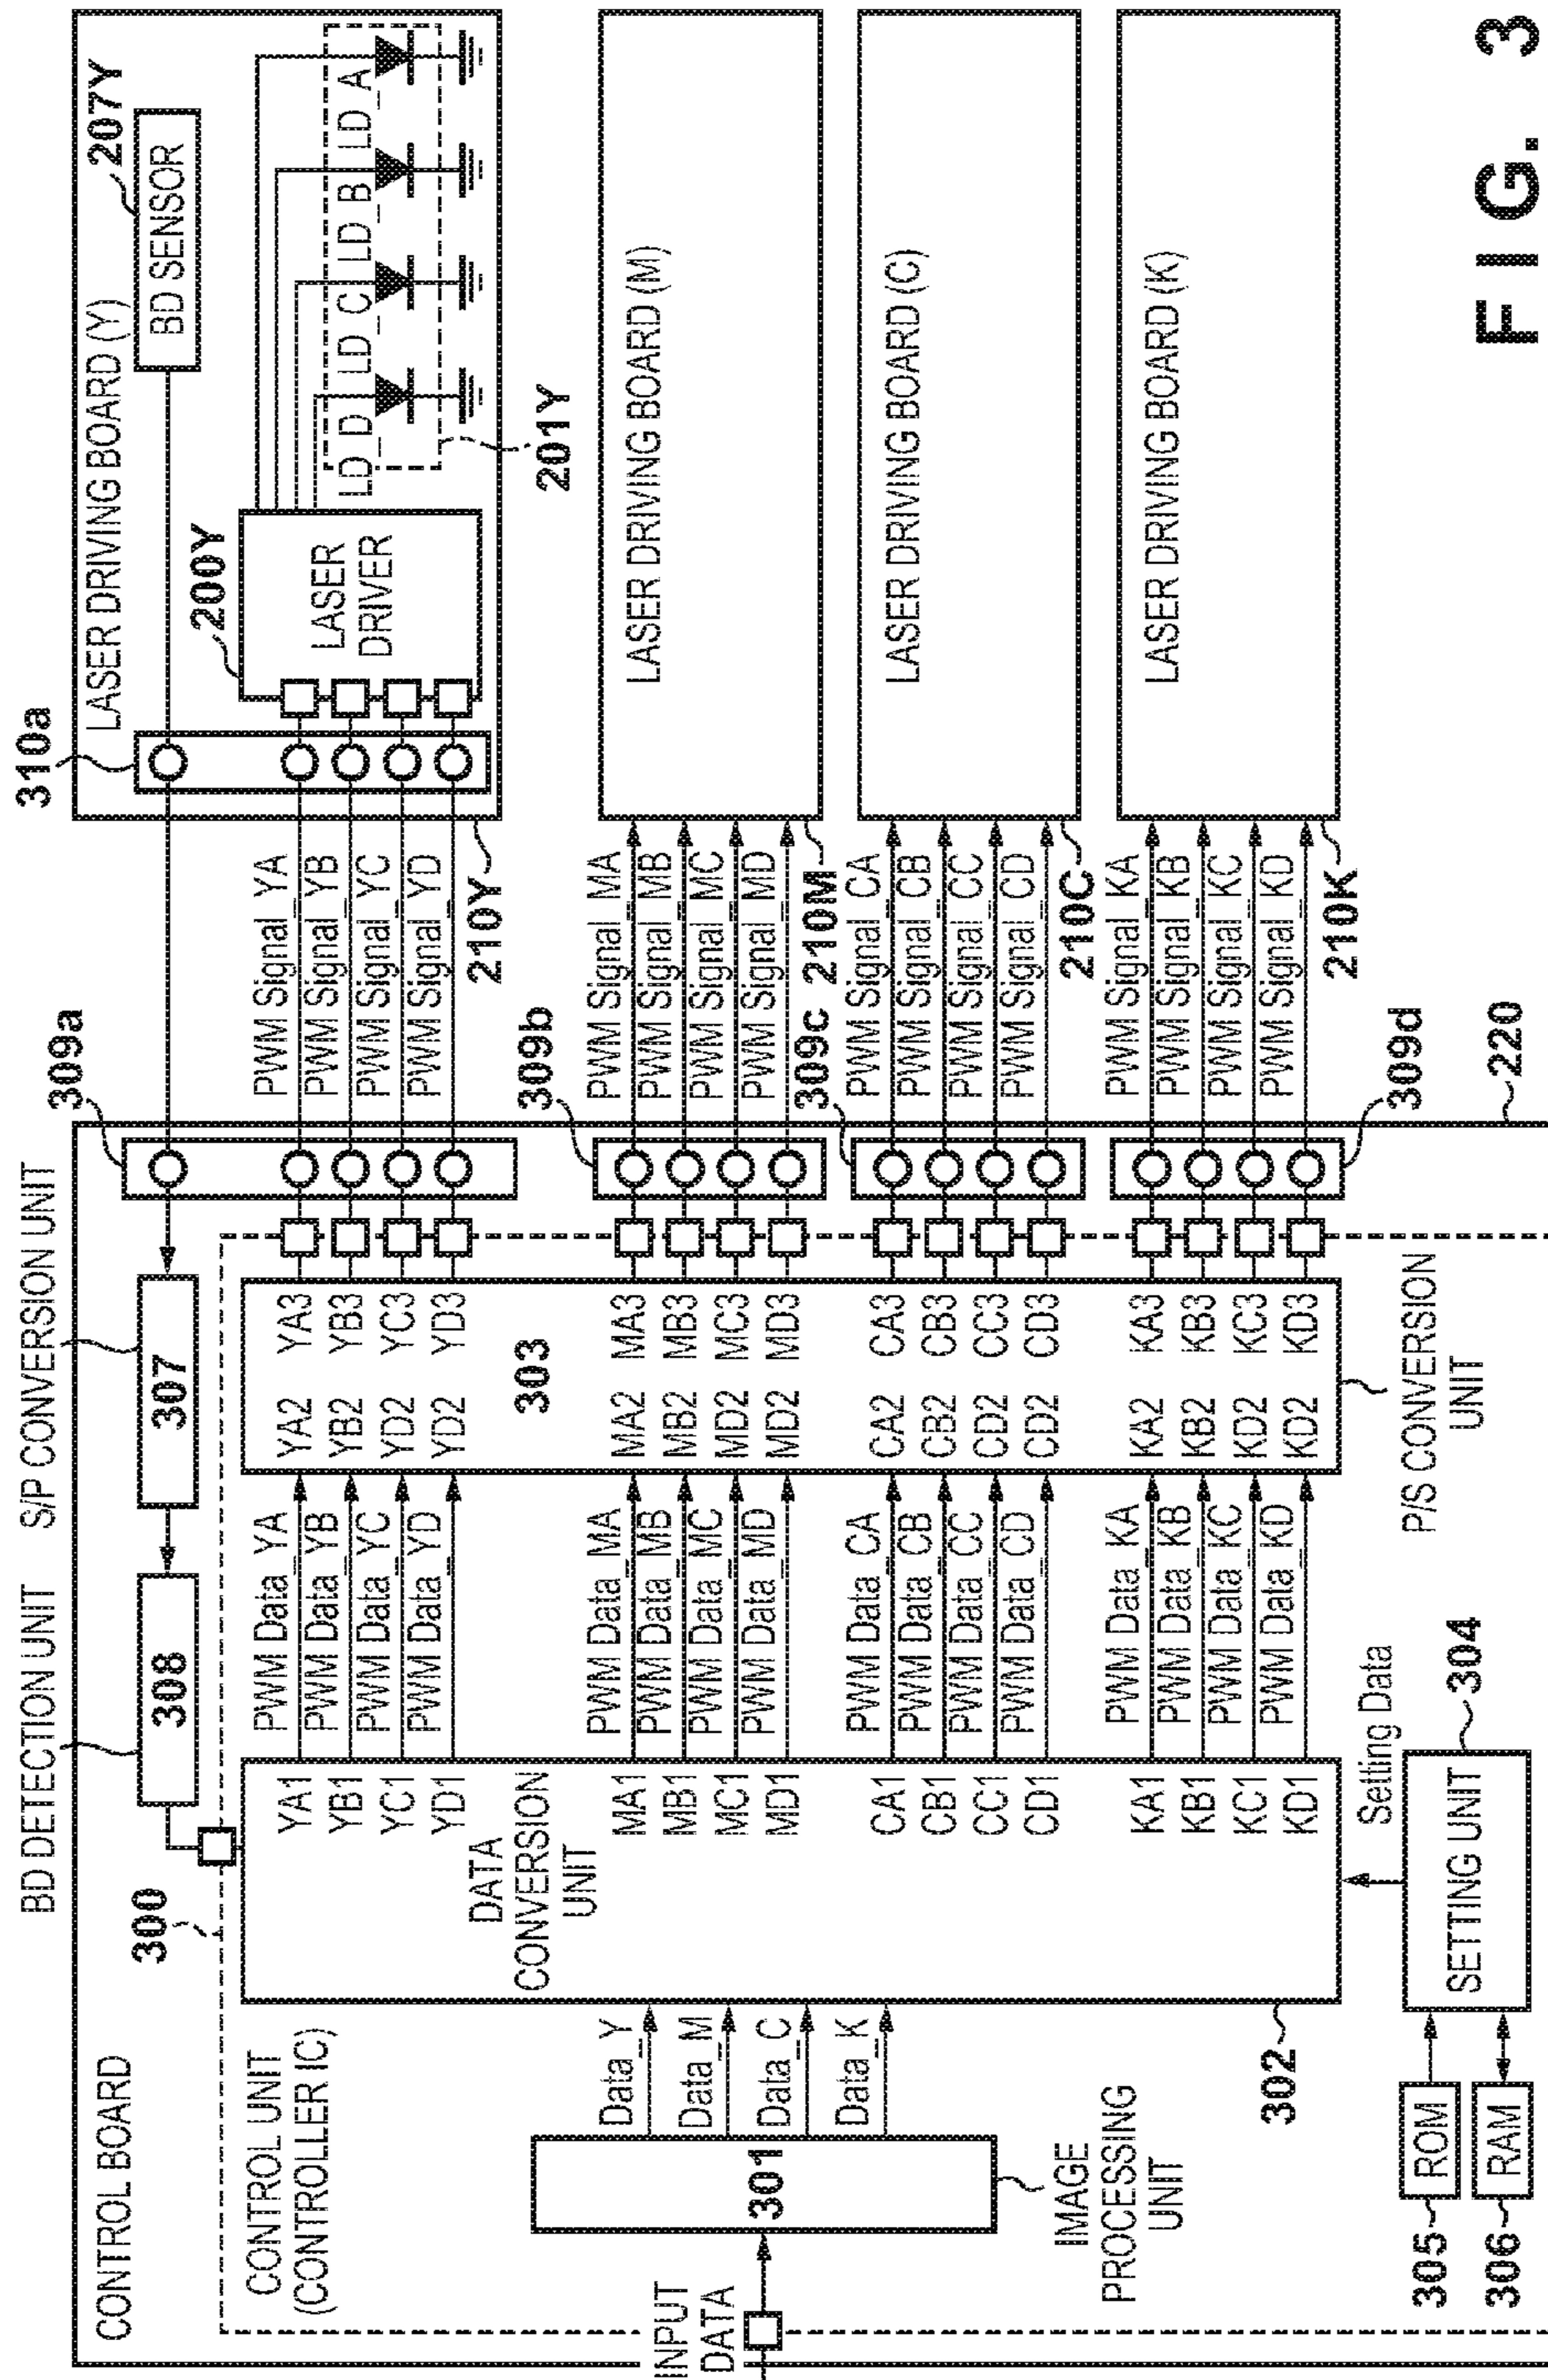 CONTROL BOARD
BD DETECTION UNIT
S/P CONVERSION UNIT
309a
310a
LASER DRIVING BOARD (Y)
207Y
BD SENSOR
308
307
300
CONTROL UNIT
(CONTROLLER IC)
INPUT
DATA
301
IMAGE
PROCESSING
UNIT
Data_Y
Data_M
Data_C
Data_K
302
DATA
CONVERSION
UNIT
YA1
YB1
YC1
YD1
MA1
MB1
MC1
MD1
CA1
CB1
CC1
CD1
KA1
KB1
KC1
KD1
PWM Data_YA
PWM Data_YB
PWM Data_YC
PWM Data_YD
PWM Data_MA
PWM Data_MB
PWM Data_MC
PWM Data_MD
PWM Data_CA
PWM Data_CB
PWM Data_CC
PWM Data_CD
PWM Data_KA
PWM Data_KB
PWM Data_KC
PWM Data_KD
303
YA2 YA3
YB2 YB3
YD2 YC3
YD2 YD3
MA2 MA3
MB2 MB3
MD2 MC3
MD2 MD3
CA2 CA3
CB2 CB3
CD2 CC3
CD2 CD3
KA2 KA3
KB2 KB3
KD2 KC3
KD2 KD3
P/S CONVERSION
UNIT
Setting Data
304
SETTING UNIT
305
ROM
306
RAM
PWM Signal_YA
PWM Signal_YB
PWM Signal_YC
PWM Signal_YD
210Y
200Y
LASER
DRIVER
LD_D
LD_C
LD_B
LD_A
201Y
309b
PWM Signal_MA
PWM Signal_MB
PWM Signal_MC
PWM Signal_MD
210M
LASER DRIVING BOARD (M)
309c
PWM Signal_CA
PWM Signal_CB
PWM Signal_CC
PWM Signal_CD
210C
LASER DRIVING BOARD (C)
PWM Signal_KA
PWM Signal_KB
PWM Signal_KC
PWM Signal_KD
210K
LASER DRIVING BOARD (K)
309d
220
FIG. 3